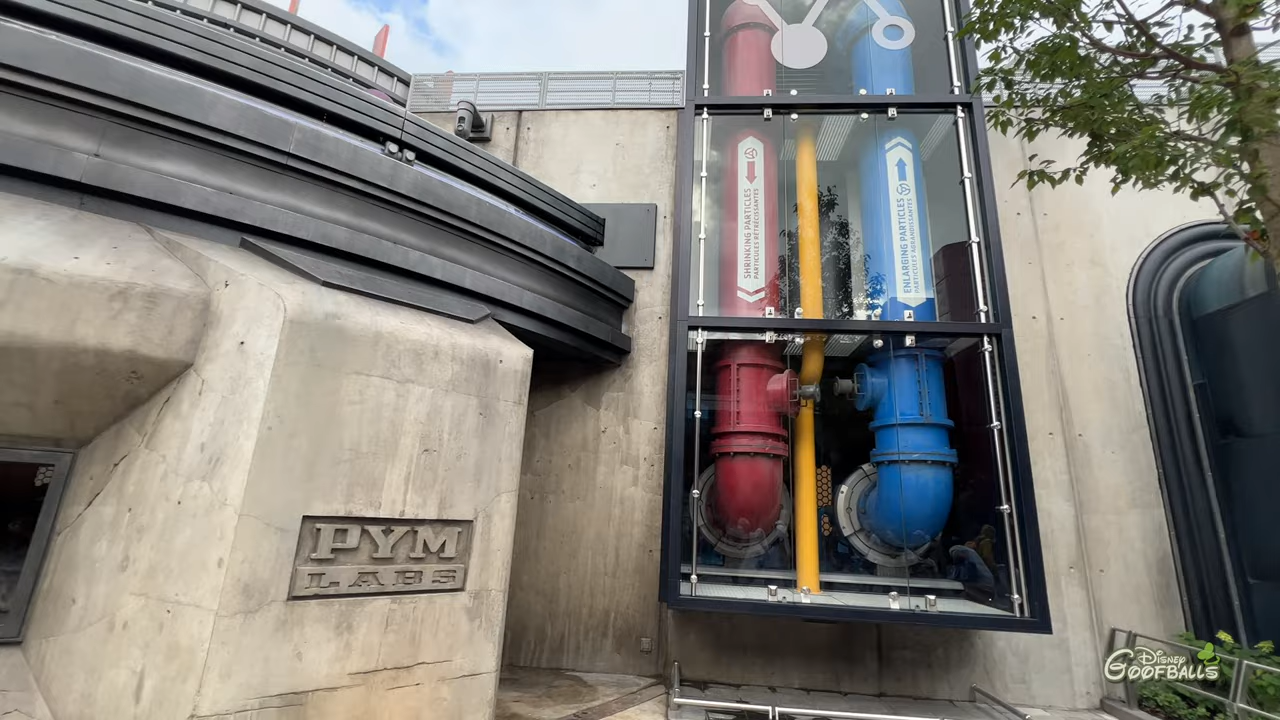 SHRINKING PARTICLES
PARTICULES RÉTRÉCISSANTES
ENLARGING PARTICLES
PARTICULES AGRANDISSANTES
PYM
LABS
Disney
GOOFBALLS